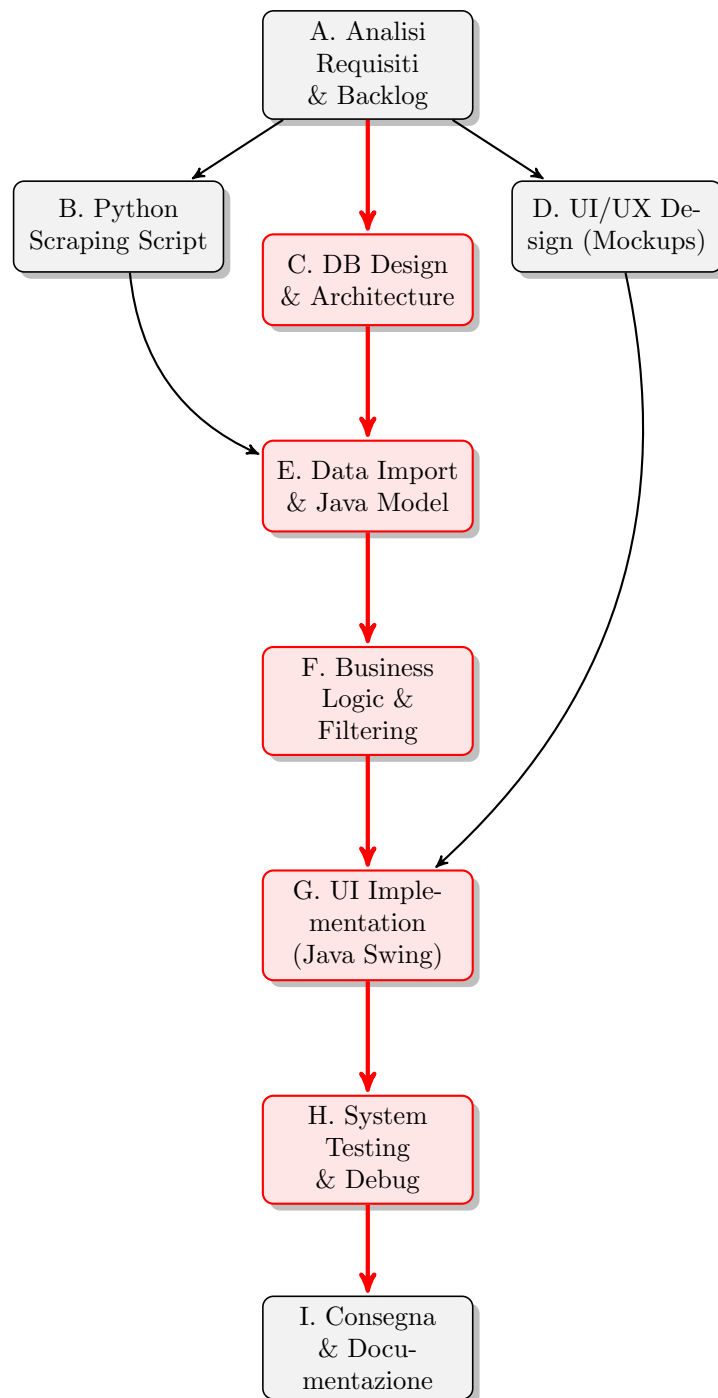 A. Analisi
Requisiti
& Backlog
B. Python
Scraping Script
D. UI/UX De-
sign (Mockups)
C. DB Design
& Architecture
E. Data Import
& Java Model
F. Business
Logic &
Filtering
G. UI Imple-
mentation
(Java Swing)
H. System
Testing
& Debug
I. Consegna
& Docu-
mentazione